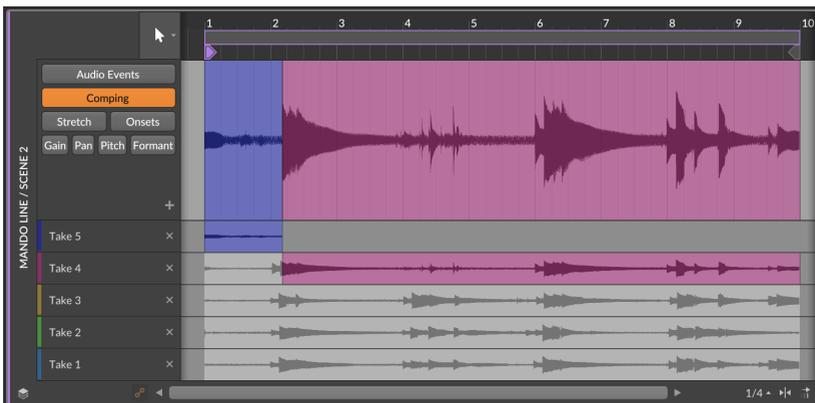 1 2 3 4 5 6 7 8 9 10
Audio Events
Comping
Stretch Onsets
Gain Pan Pitch Formant
MANDO LINE / SCENE 2
Take 5
Take 4
Take 3
Take 2
Take 1
1/4